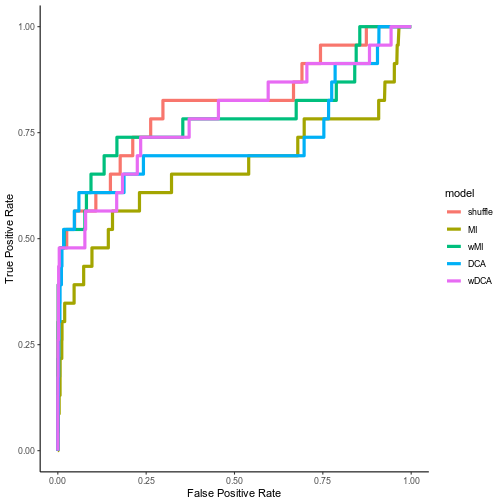 1.00
0.75
0.50
0.25
0.00
True Positive Rate
0.00 0.25 0.50 0.75 1.00
False Positive Rate
model
shuffle
MI
wMI
DCA
wDCA